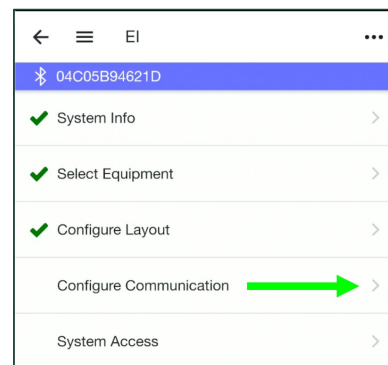 EI
04C05B94621D
System Info
Select Equipment
Configure Layout
Configure Communication
System Access